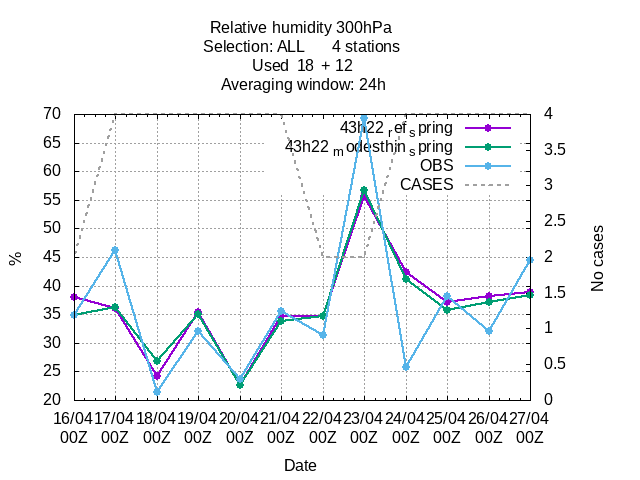 Relative humidity 300hPa
Selection: ALL 4 stations
Used 18 + 12
Averaging window: 24h
70
65
60
55
50
45
40
35
30
25
20
4
3.5
3
2.5
2
1.5
1
0.5
0
%
No cases
43h22 refspring
43h22 modesthinspring
OBS
CASES
16/04 17/04 18/04 19/04 20/04 21/04 22/04 23/04 24/04 25/04 26/04 27/04
00Z 00Z 00Z 00Z 00Z 00Z 00Z 00Z 00Z 00Z 00Z 00Z
Date